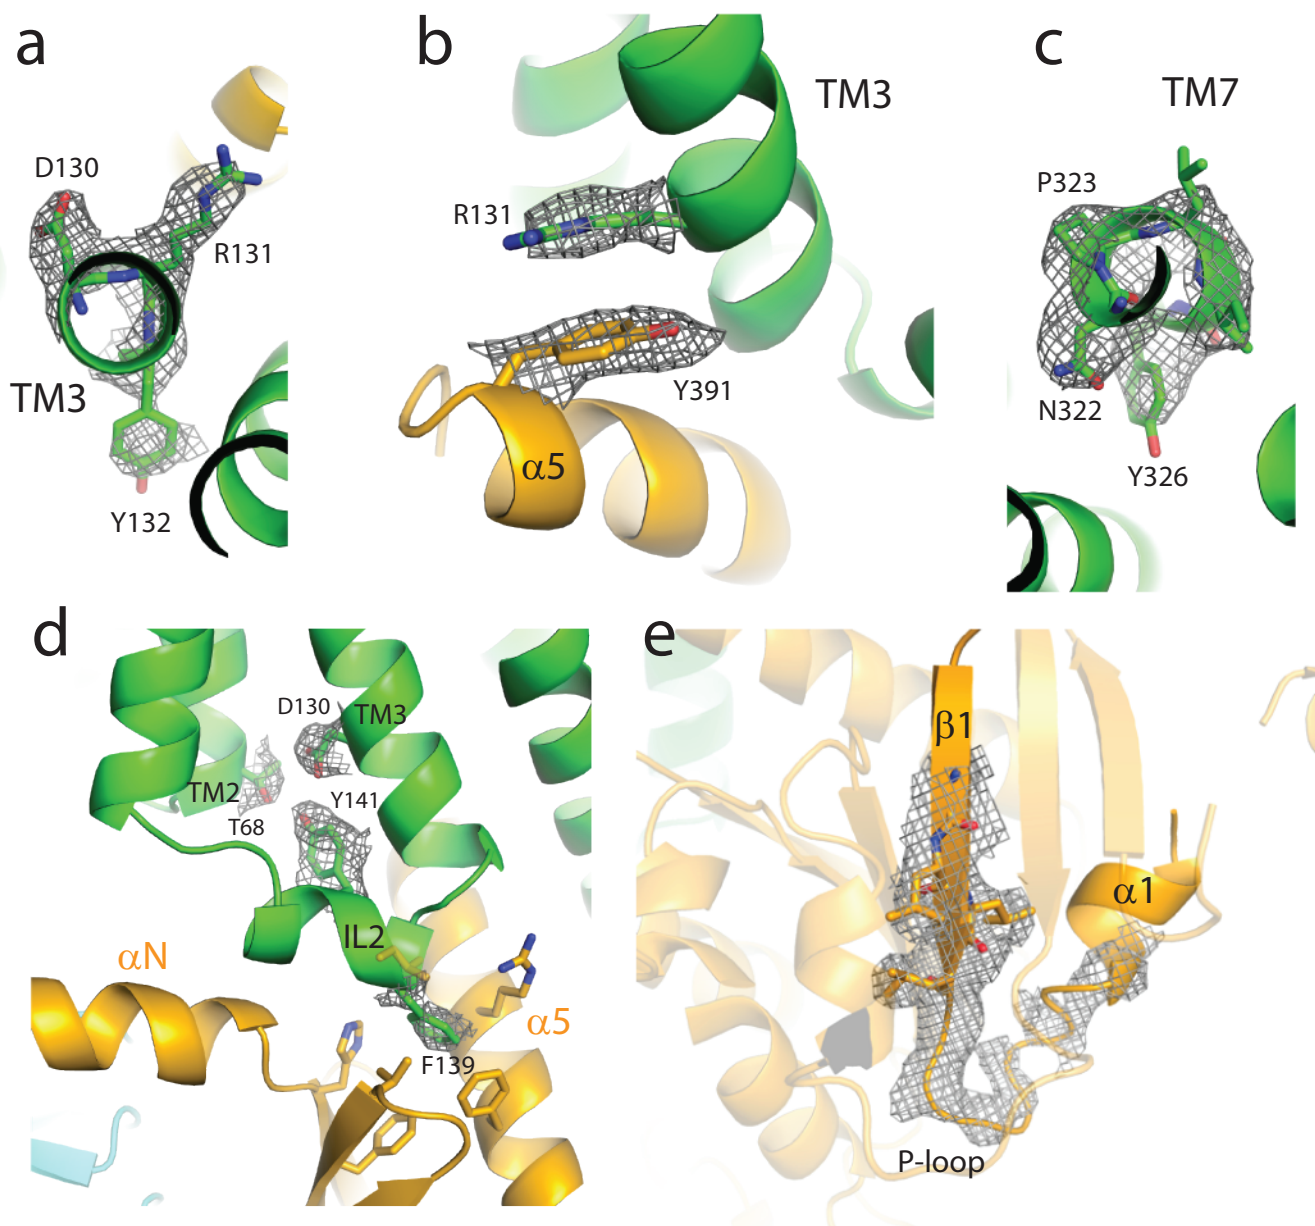 a
D130
R131
TM3
Y132
b
TM3
R131
Y391
α5
c
TM7
P323
N322
Y326
d
D130
TM3
TM2
Y141
T68
IL2
αN
α5
F139
e
β1
α1
P-loop